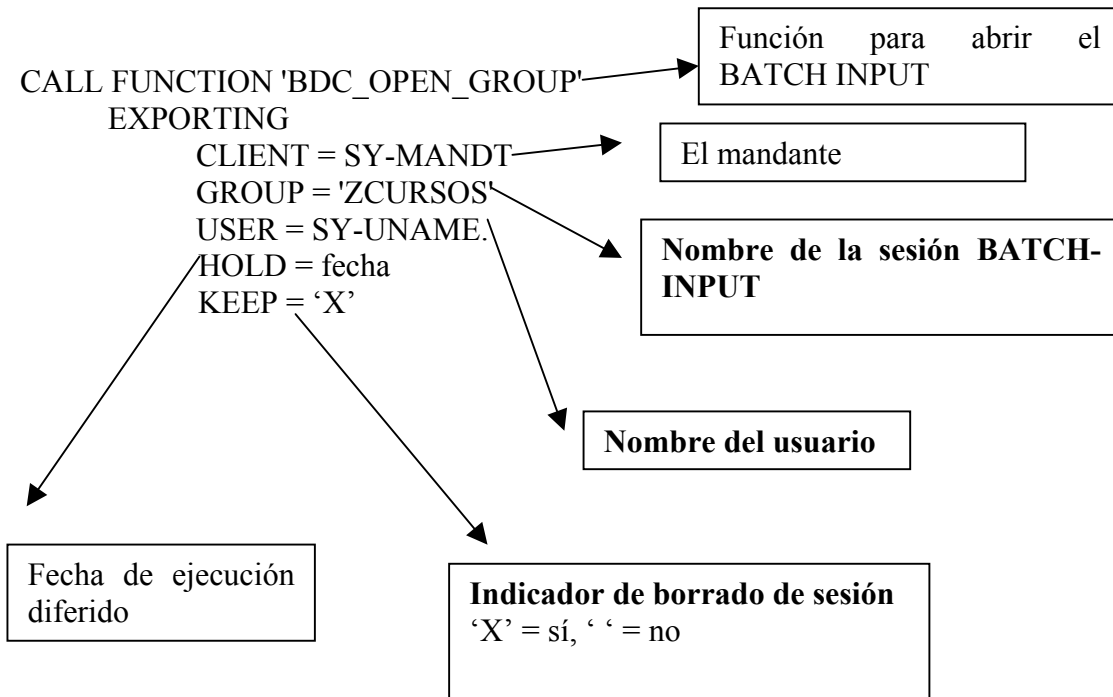 Función para abrir el
BATCH INPUT
CALL FUNCTION 'BDC_OPEN_GROUP'
EXPORTING
CLIENT = SY-MANDT
El mandante
GROUP = 'ZCURSOS'
USER = SY-UNAME.
Nombre de la sesión BATCH-
INPUT
HOLD = fecha
KEEP = ‘X’
Nombre del usuario
Fecha de ejecución
diferido
Indicador de borrado de sesión
‘X’ = sí, ‘ ‘ = no